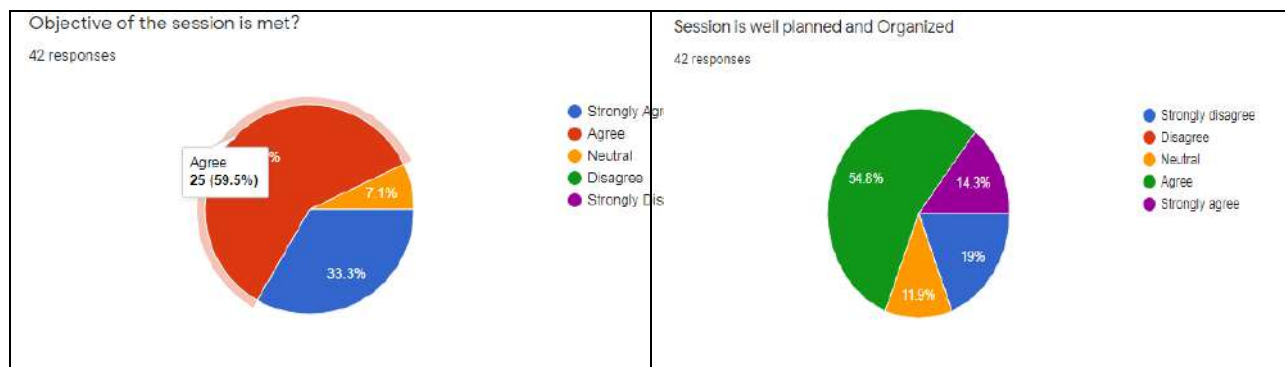 Objective of the session is met?
42 responses
Strongly Agr
Agree
Neutral
Disagree
Strongly Dis
Agree
25 (59.5%)
%
7.1%
33.3%
Session is well planned and Organized
42 responses
Strongly disagree
Disagree
Neutral
Agree
Strongly agree
54.8%
14.3%
19%
11.9%